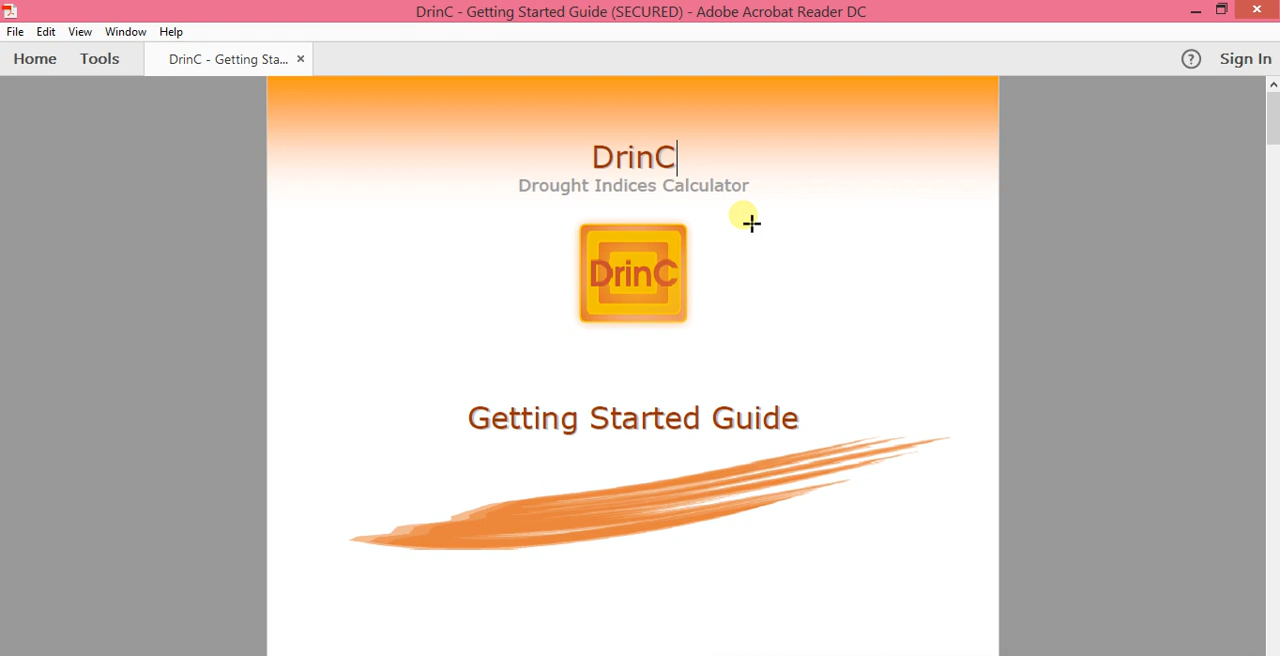 DrinC - Getting Started Guide (SECURED) - Adobe Acrobat Reader DC
File Edit View Window Help
Home Tools DrinC - Getting Sta... × ? Sign In
DrinC
Drought Indices Calculator
DrinC
Getting Started Guide